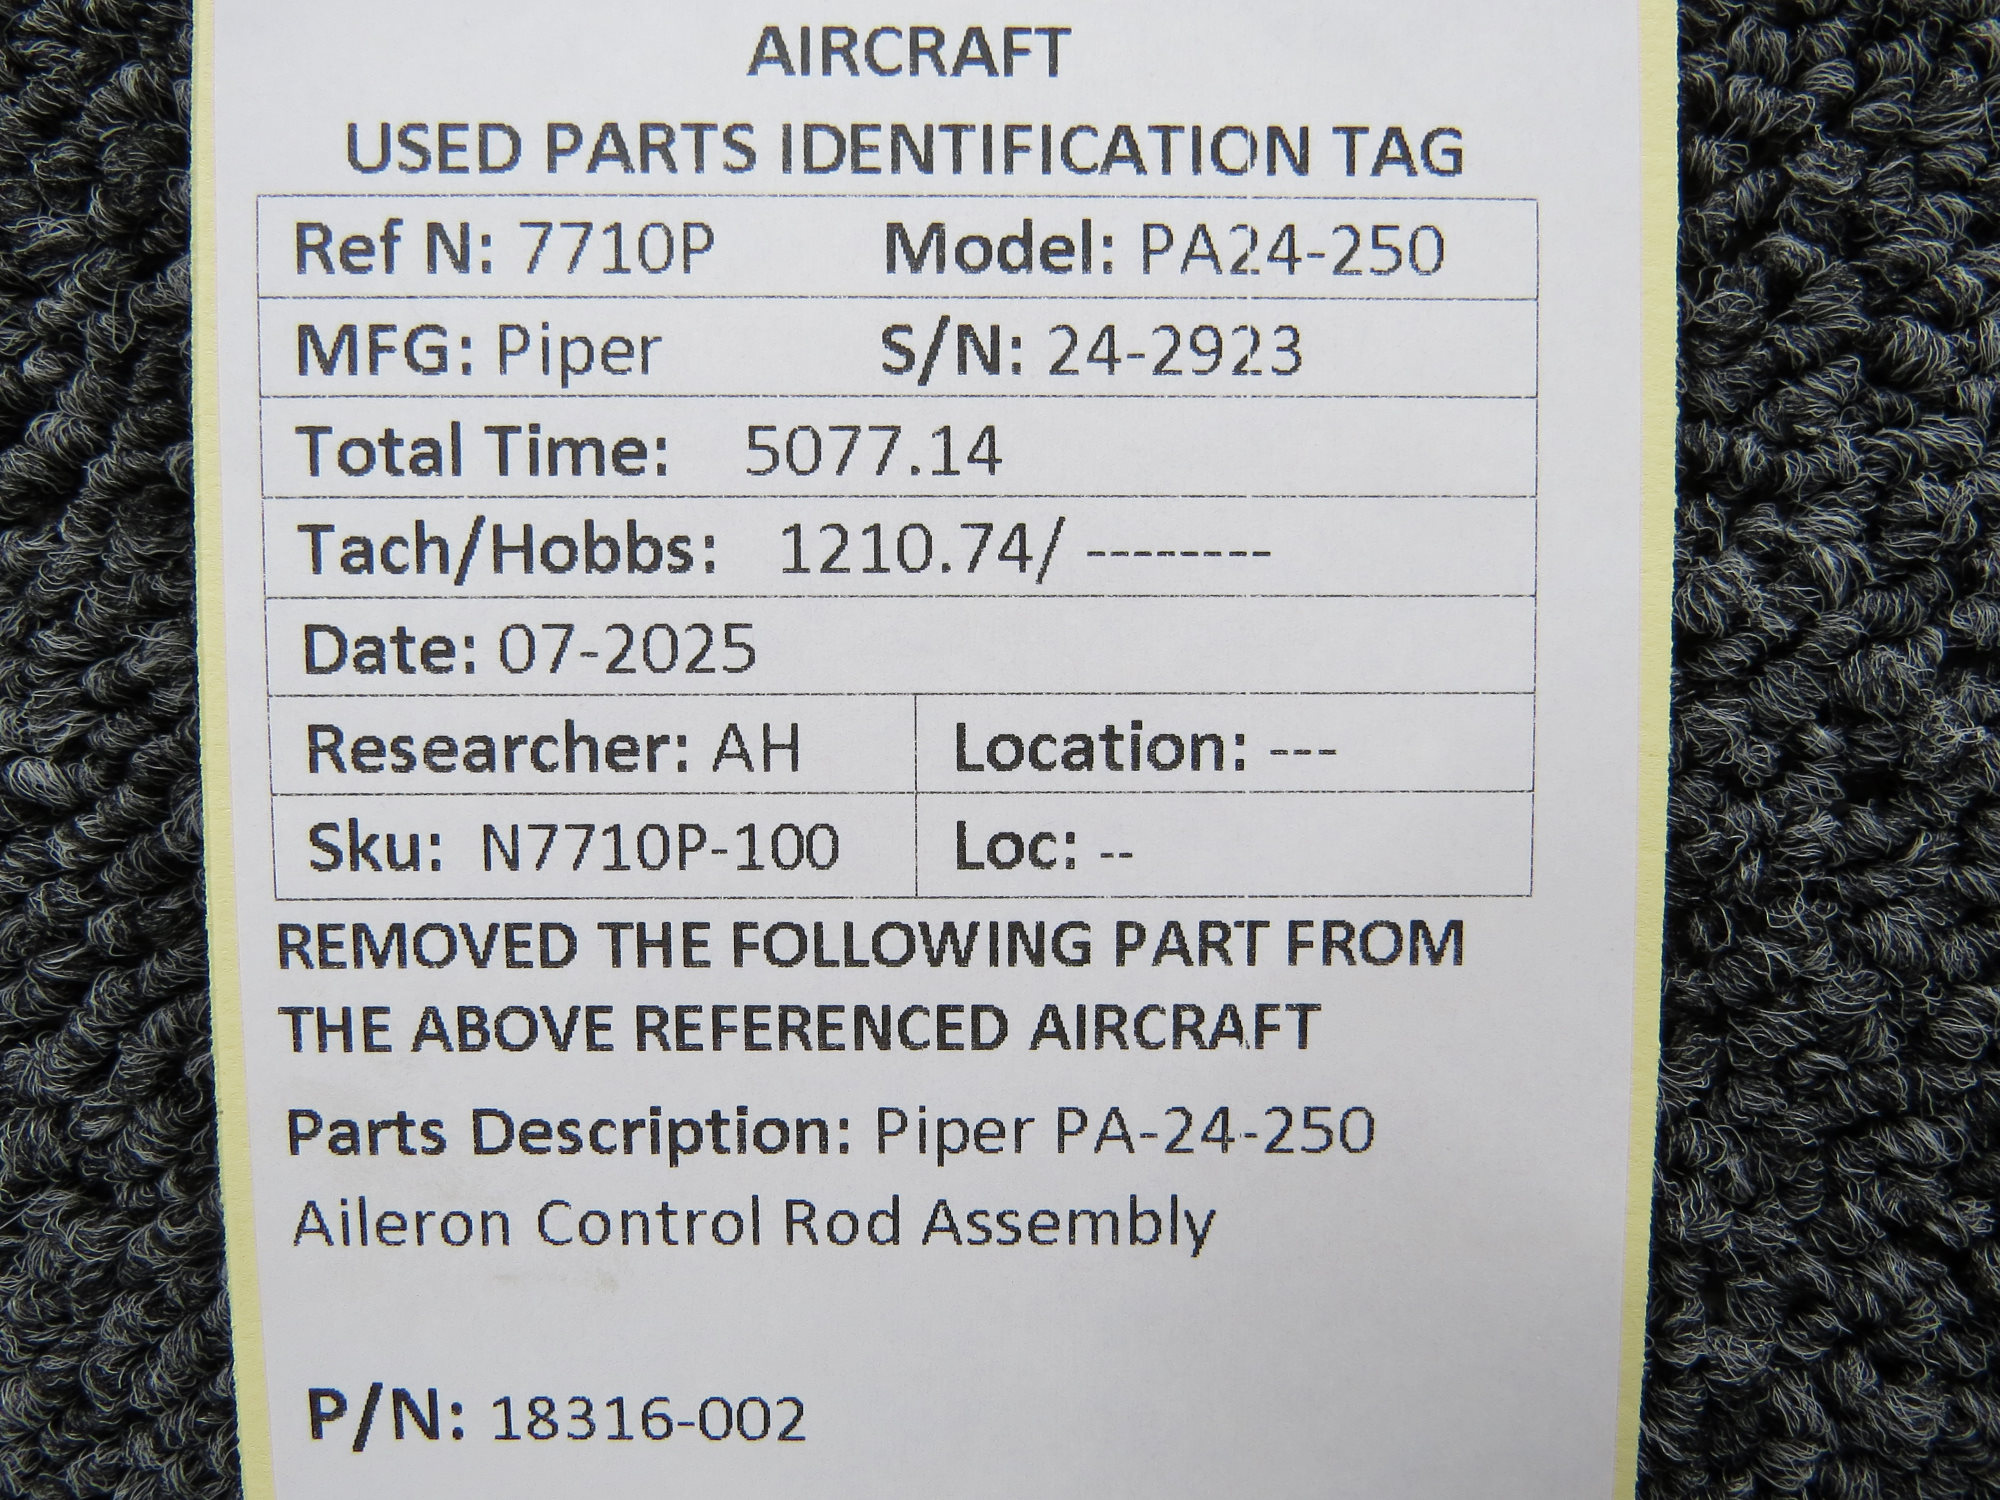 AIRCRAFT
USED PARTS IDENTIFICATION TAG
Ref N: 7710P Model: PA24-250
MFG: Piper S/N: 24-2923
Total Time: 5077.14
Tach/Hobbs: 1210.74/ --------
Date: 07-2025
Researcher: AH Location: ---
Sku: N7710P-100 Loc: --
REMOVED THE FOLLOWING PART FROM
THE ABOVE REFERENCED AIRCRAFT
Parts Description: Piper PA-24-250
Aileron Control Rod Assembly
P/N: 18316-002